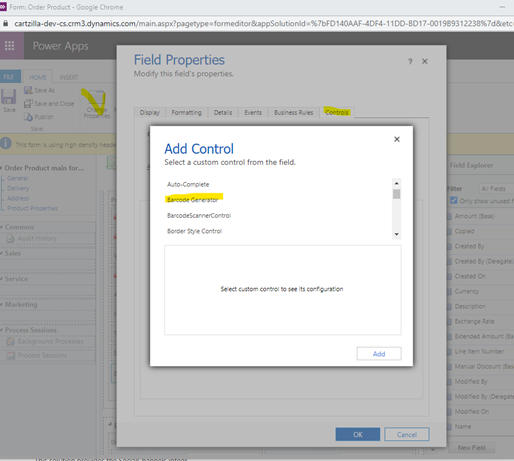 Form: Order Product - Google Chrome
cartzilla-dev-cs.crm3.dynamics.com/main.aspx?pagetype=formeditor&appSolutionId=%7bFD140AAF-4DF4-11DD-BD17-0019B9312238%7d&etc
Power Apps
FILE
HOME
INSERT
Save
Save As
Save and Close
Publish
Save
Change
Properties
This form is using high density heade
Order Product main for...
General
Delivery
Address
Product Properties
Common
Audit History
Sales
Service
Marketing
Process Sessions
Background Processes
Process Sessions
Field Properties
Modify this field's properties.
?
Display
Formatting
Details
Events
Business Rules
Controls
Add Control
Select a custom control from the field.
Auto-Complete
Barcode Generator
BarcodeScannerControl
Border Style Control
Select custom control to see its configuration
Add
OK
Cancel
Field Explorer
Filter
All Fields
Only show unused
Amount (Base)
Copied
Created By
Created By (Delegate)
Created On
Currency
Description
Exchange Rate
Extended Amount (Ba
Line Item Number
Manual Discount (Base
Modified By
Modified By (Delegate)
Modified On
Name
New Field